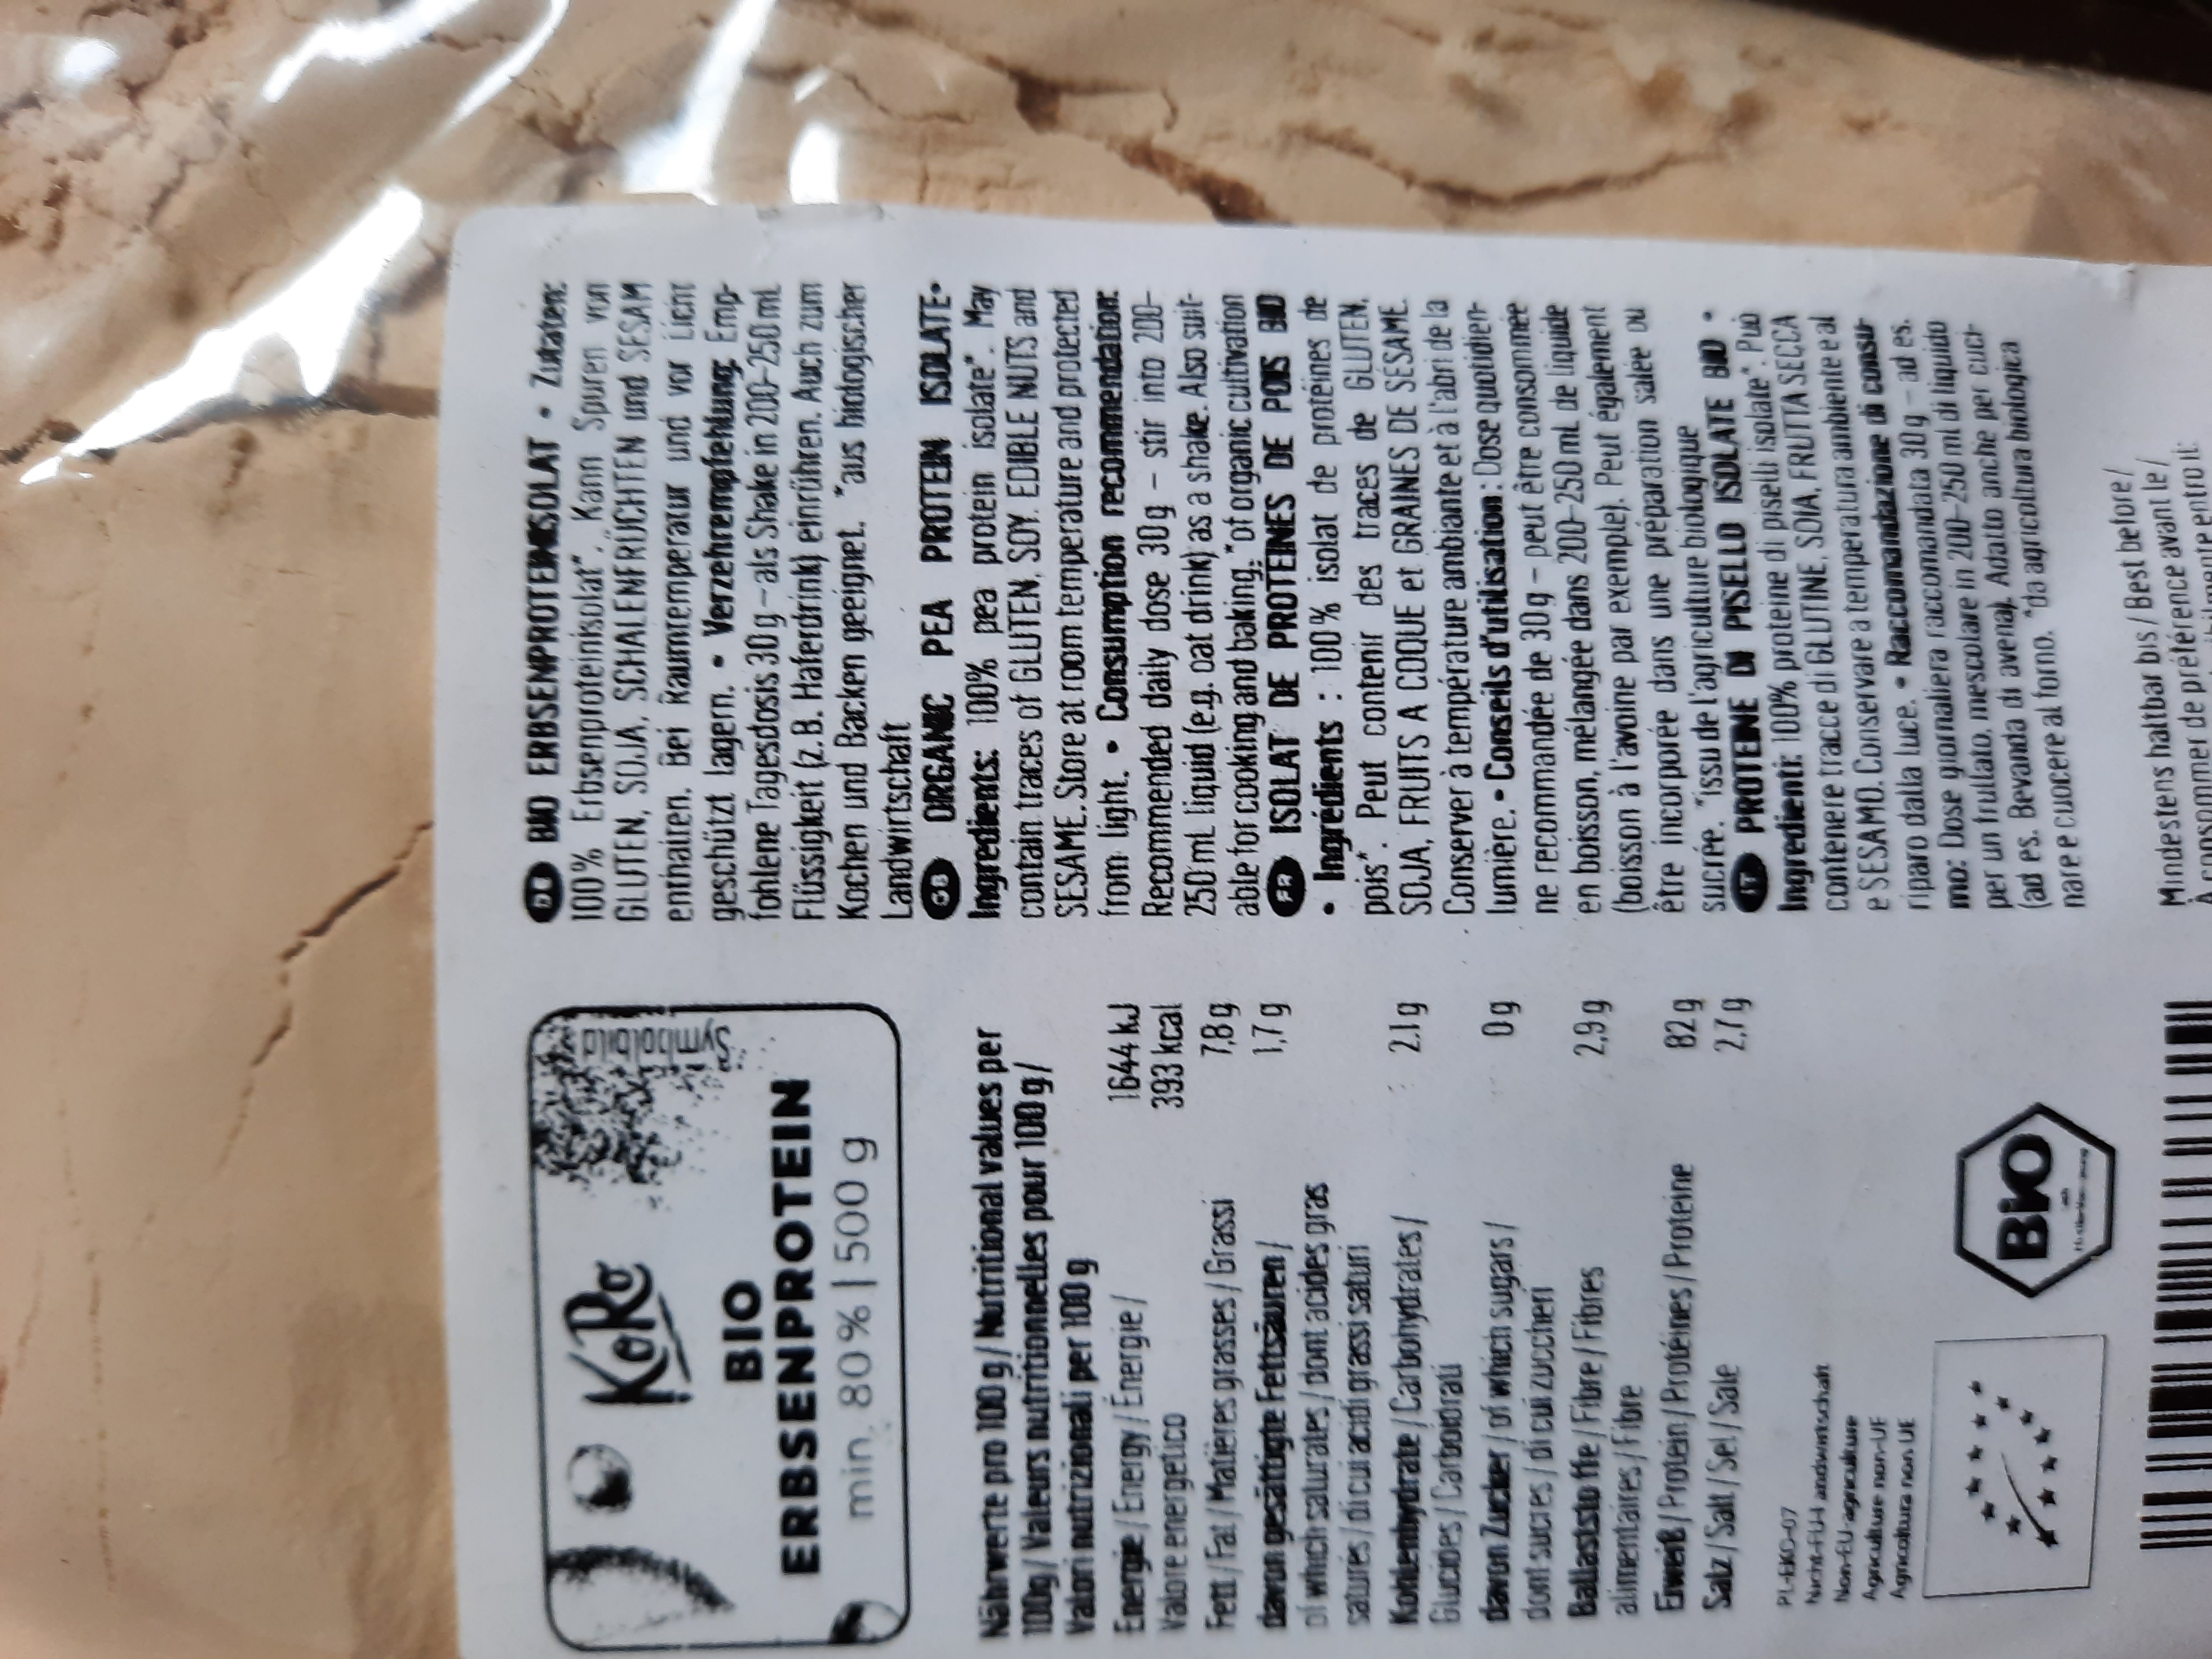 KoRo
Symbolbild
BIO
ERBSENPROTEIN
min. 80% | 500 g
Nährwerte pro 100 g / Nutritional values per
100g / Valeurs nutritionnelles pour 100 g /
Valori nutrizionali per 100 g
Energie / Energy / Énergie / 1644 kJ
Valore energetico 393 kcal
Fett / Fat / Matières grasses / Grassi 7,8 g
davon gesättigte Fettsäuren / 1,7 g
of which saturates / dont acides gras
saturés / di cui acidi grassi saturi
Kohlenhydrate / Carbohydrates / 2,1 g
Glucides / Carboidrati
davon Zucker / of which sugars / 0 g
dont sucres / di cui zuccheri
Ballaststoffe / Fibre / Fibres 2,9 g
alimentaires / Fibre
Eiweiß / Protein / Protéines / Proteine 82 g
Salz / Salt / Sel / Sale 2,7 g
PL-EKO-07
Nicht-EU-Landwirtschaft
Non-EU agriculture
Agriculture non-UE
Agricoltura non UE
BiO
DE BIO ERBSENPROTEINISOLAT • Zutaten:
100% Erbsenproteinisolat*. Kann Spuren von
GLUTEN, SOJA, SCHALENFRÜCHTEN und SESAM
enthalten. Bei Raumtemperatur und vor Licht
geschützt lagern. • Verzehrempfehlung: Emp-
fohlene Tagesdosis 30 g – als Shake in 200-250 ml
Flüssigkeit (z. B. Haferdrink) einrühren. Auch zum
Kochen und Backen geeignet. *aus biologischer
Landwirtschaft
GB ORGANIC PEA PROTEIN ISOLATE•
Ingredients: 100% pea protein isolate*. May
contain traces of GLUTEN, SOY, EDIBLE NUTS and
SESAME. Store at room temperature and protected
from light. • Consumption recommendation:
Recommended daily dose 30 g – stir into 200-
250 ml liquid (e.g. oat drink) as a shake. Also suit-
able for cooking and baking. *of organic cultivation
FR ISOLAT DE PROTEINES DE POIS BIO
• Ingrédients : 100% isolat de protéines de
pois*. Peut contenir des traces de GLUTEN,
SOJA, FRUITS A COQUE et GRAINES DE SÉSAME.
Conserver à température ambiante et à l'abri de la
lumière. • Conseils d'utilisation : Dose quotidien-
ne recommandée de 30 g – peut être consommée
en boisson, mélangée dans 200-250 ml de liquide
(boisson à l'avoine par exemple). Peut également
être incorporée dans une préparation salée ou
sucrée. *issu de l'agriculture biologique
IT PROTEINE DI PISELLO ISOLATE BIO •
Ingredienti: 100% proteine di piselli isolate*. Può
contenere tracce di GLUTINE, SOIA, FRUTTA SECCA
e SESAMO. Conservare a temperatura ambiente e al
riparo dalla luce. • Raccomandazione di consu-
mo: Dose giornaliera raccomandata 30 g – ad es.
per un frullato, mescolare in 200-250 ml di liquido
(ad es. Bevanda di avena). Adatto anche per cuci-
nare e cuocere al forno. *da agricoltura biologica
Mindestens haltbar bis / Best before /
À consommer de préférence avant le /
entro il: